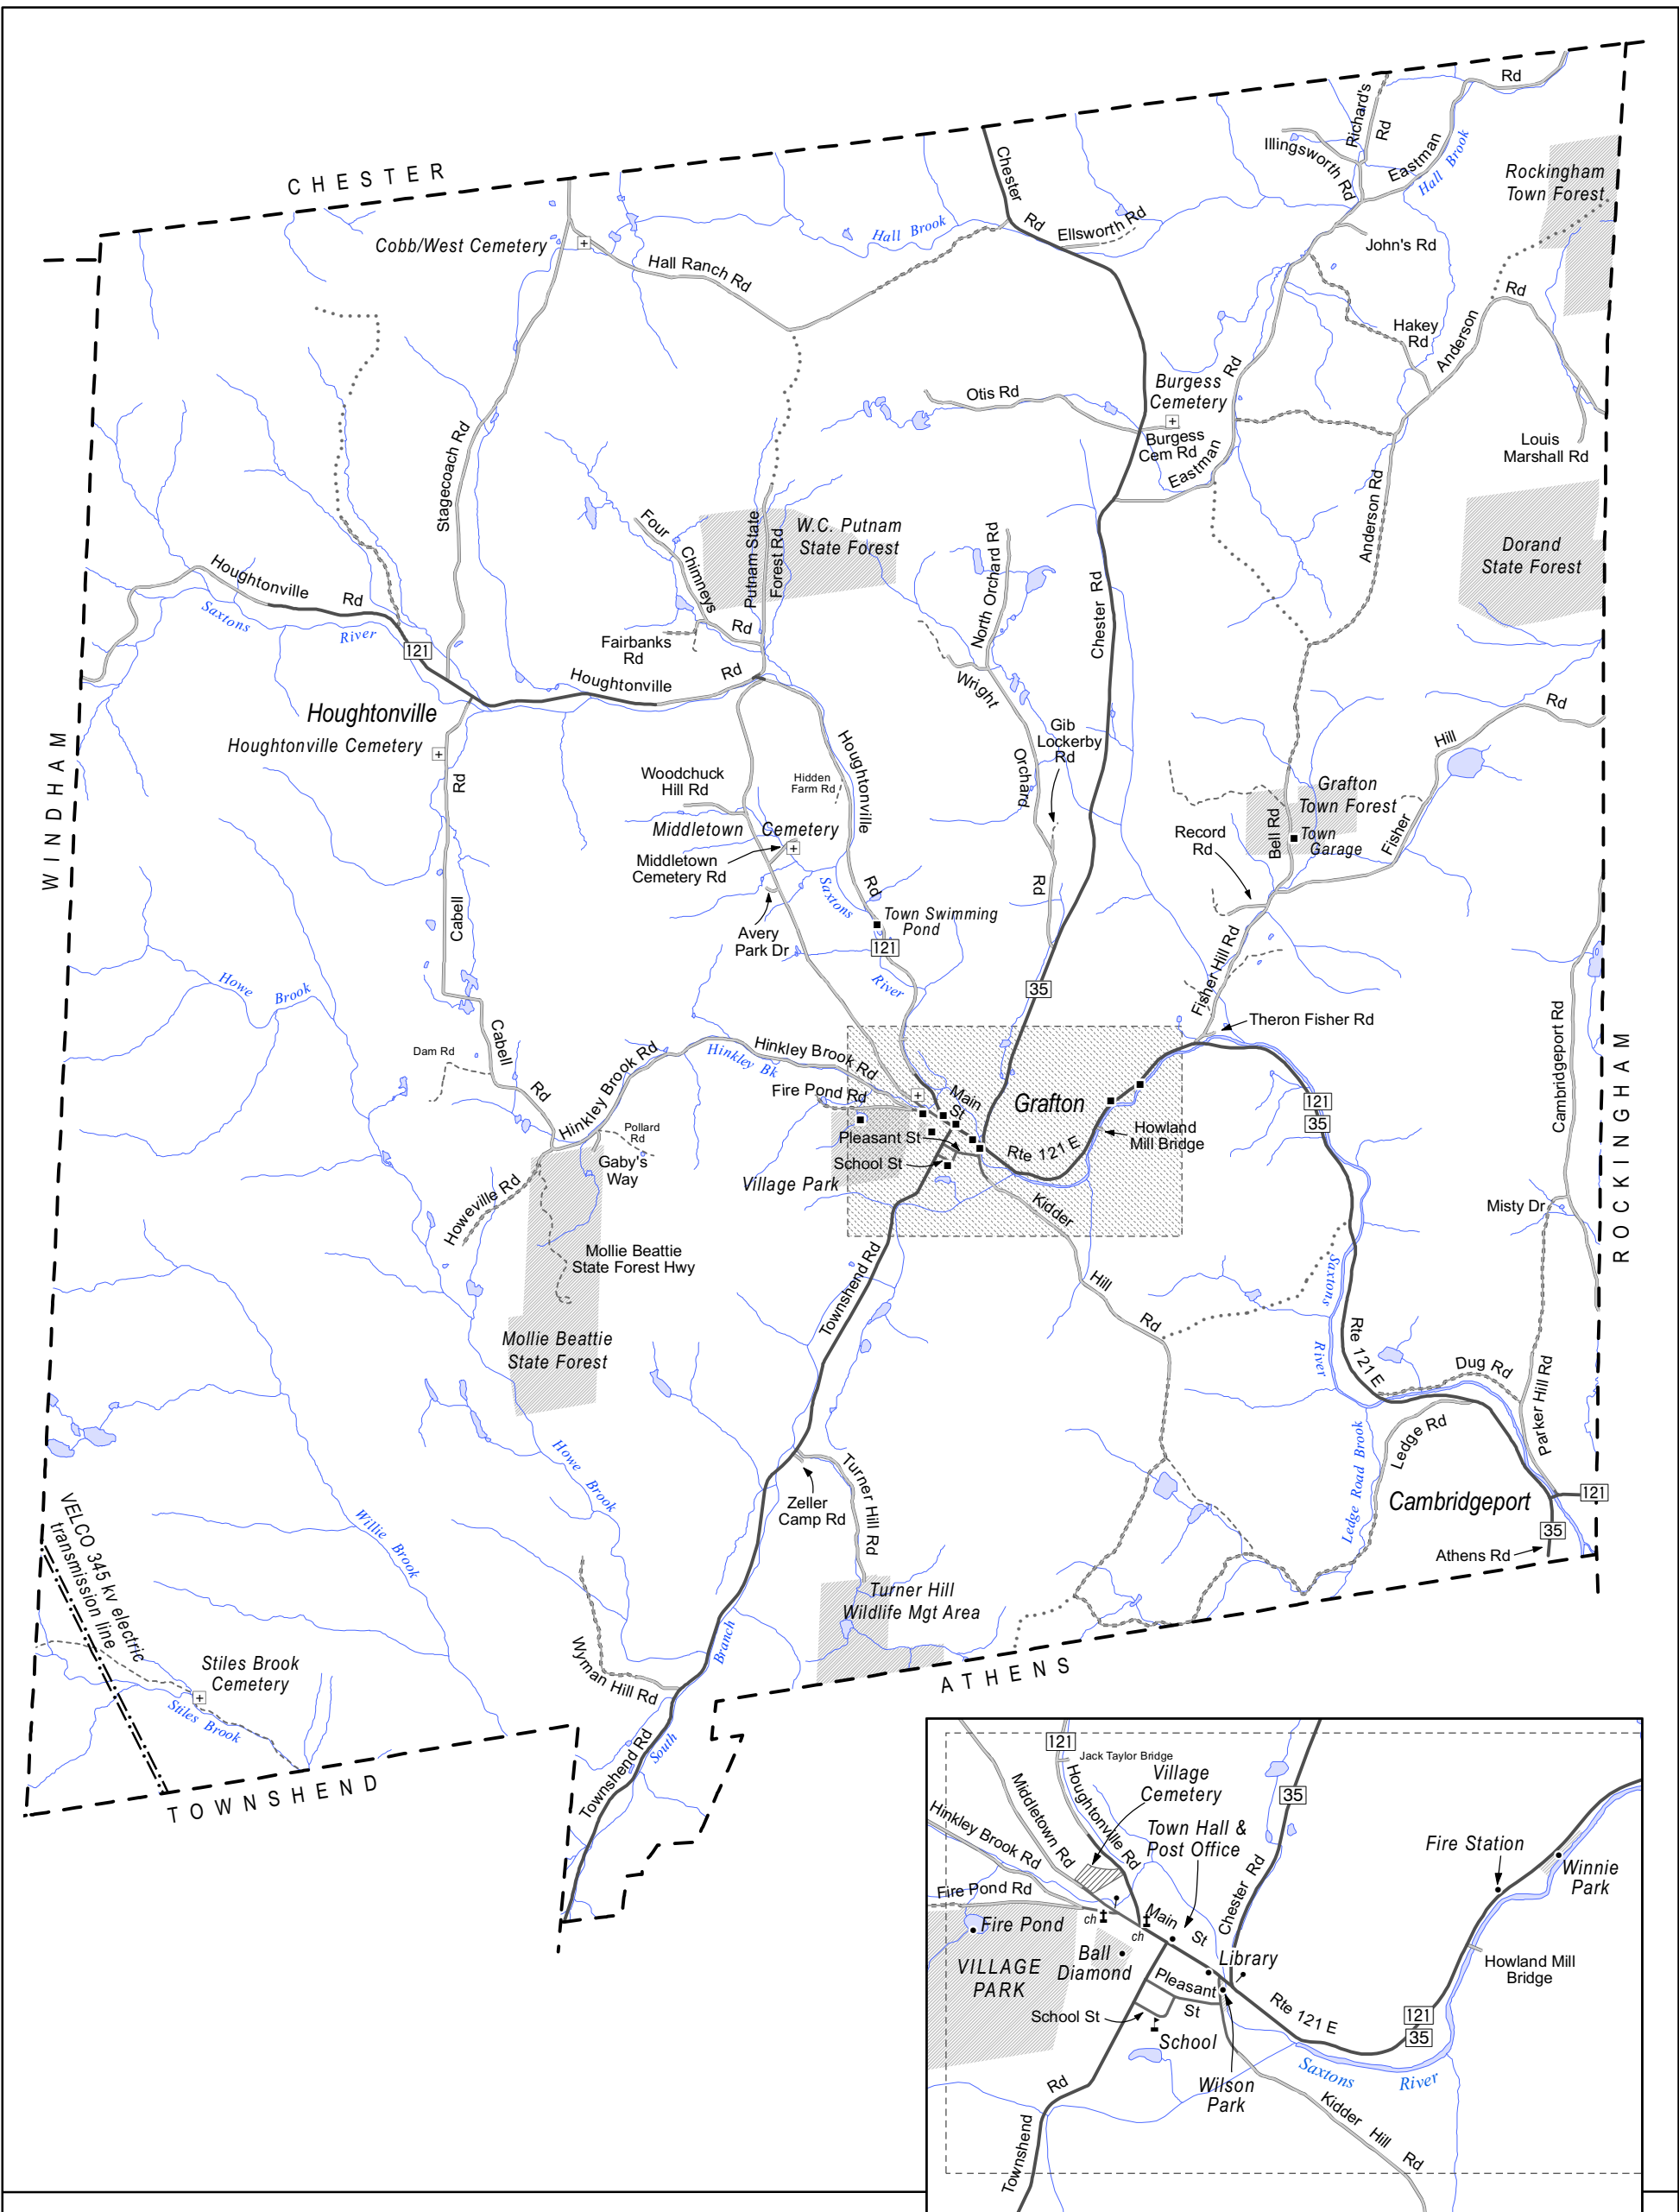 CHESTER
Rd
Richard's
Rd
Illingsworth Rd
Eastman
Hall Brook
Rockingham
Town Forest
Chester
Rd
Ellsworth Rd
Hall Brook
John's Rd
Cobb/West Cemetery
Hall Ranch Rd
Rd
Hakey
Rd
Anderson
Otis Rd
Burgess
Cemetery
Rd
Burgess
Cem Rd
Eastman
Louis
Marshall Rd
Stagecoach Rd
Anderson Rd
Four
Chimneys
Rd
Putnam State
Forest Rd
W.C. Putnam
State Forest
North Orchard Rd
Chester Rd
Dorand
State Forest
Houghtonville
Rd
Saxtons
River
121
Fairbanks
Rd
Houghtonville
Rd
Wright
Orchard
Rd
Houghtonville
Houghtonville Cemetery
Gib
Lockerby
Rd
Rd
Hill
Fisher
WINDHAM
Rd
Cabell
Woodchuck
Hill Rd
Hidden
Farm Rd
Houghtonville
Rd
Middletown Cemetery
Middletown
Cemetery Rd
Saxtons
River
Avery
Park Dr
Town Swimming
Pond
121
Grafton
Town Forest
Bell Rd
Town
Garage
Record
Rd
Fisher Hill Rd
35
Howe Brook
Theron Fisher Rd
Cambridgeport Rd
ROCKINGHAM
Dam Rd
Cabell
Rd
Hinkley Brook Rd
Hinkley Bk
Hinkley Brook Rd
Fire Pond Rd
Main
St
Grafton
121
35
Pollard
Rd
Gaby's
Way
Pleasant St
School St
Rte 121 E
Howland
Mill Bridge
Village Park
Howeville Rd
Kidder
Hill
Rd
Misty Dr
Mollie Beattie
State Forest Hwy
Townshend Rd
Saxtons
River
Mollie Beattie
State Forest
Rte 121 E
Dug Rd
Parker Hill Rd
Ledge Rd
Ledge Road Brook
Howe Brook
Turner Hill Rd
Zeller
Camp Rd
Cambridgeport
121
35
Athens Rd
Willie Brook
VELCO 345 kv electric
transmission line
Turner Hill
Wildlife Mgt Area
Branch
South
Wyman Hill Rd
ATHENS
Stiles Brook
Cemetery
Stiles Brook
Townshend Rd
TOWNSHEND
121
Jack Taylor Bridge
Village
Cemetery
Middletown Rd
Houghtonville Rd
35
Hinkley Brook Rd
Town Hall &
Post Office
Fire Station
Winnie
Park
Chester Rd
Fire Pond Rd
ch
ch
Main
St
Fire Pond
Ball
Diamond
Library
VILLAGE
PARK
Howland Mill
Bridge
Pleasant
St
School St
School
Rte 121 E
121
35
Saxtons
River
Wilson
Park
Rd
Townshend
Kidder
Hill
Rd